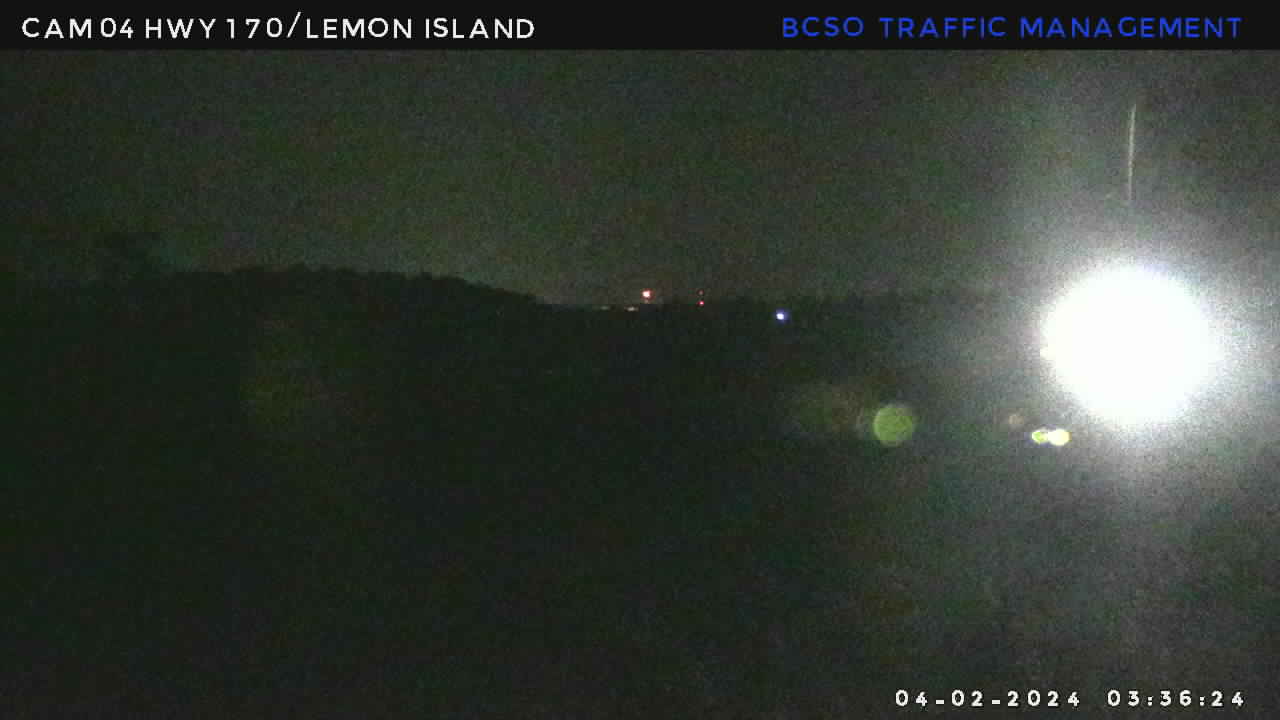 CAM04 HWY 170/LEMON ISLAND
BCSO TRAFFIC MANAGEMENT
04-02-2024 03:36:24